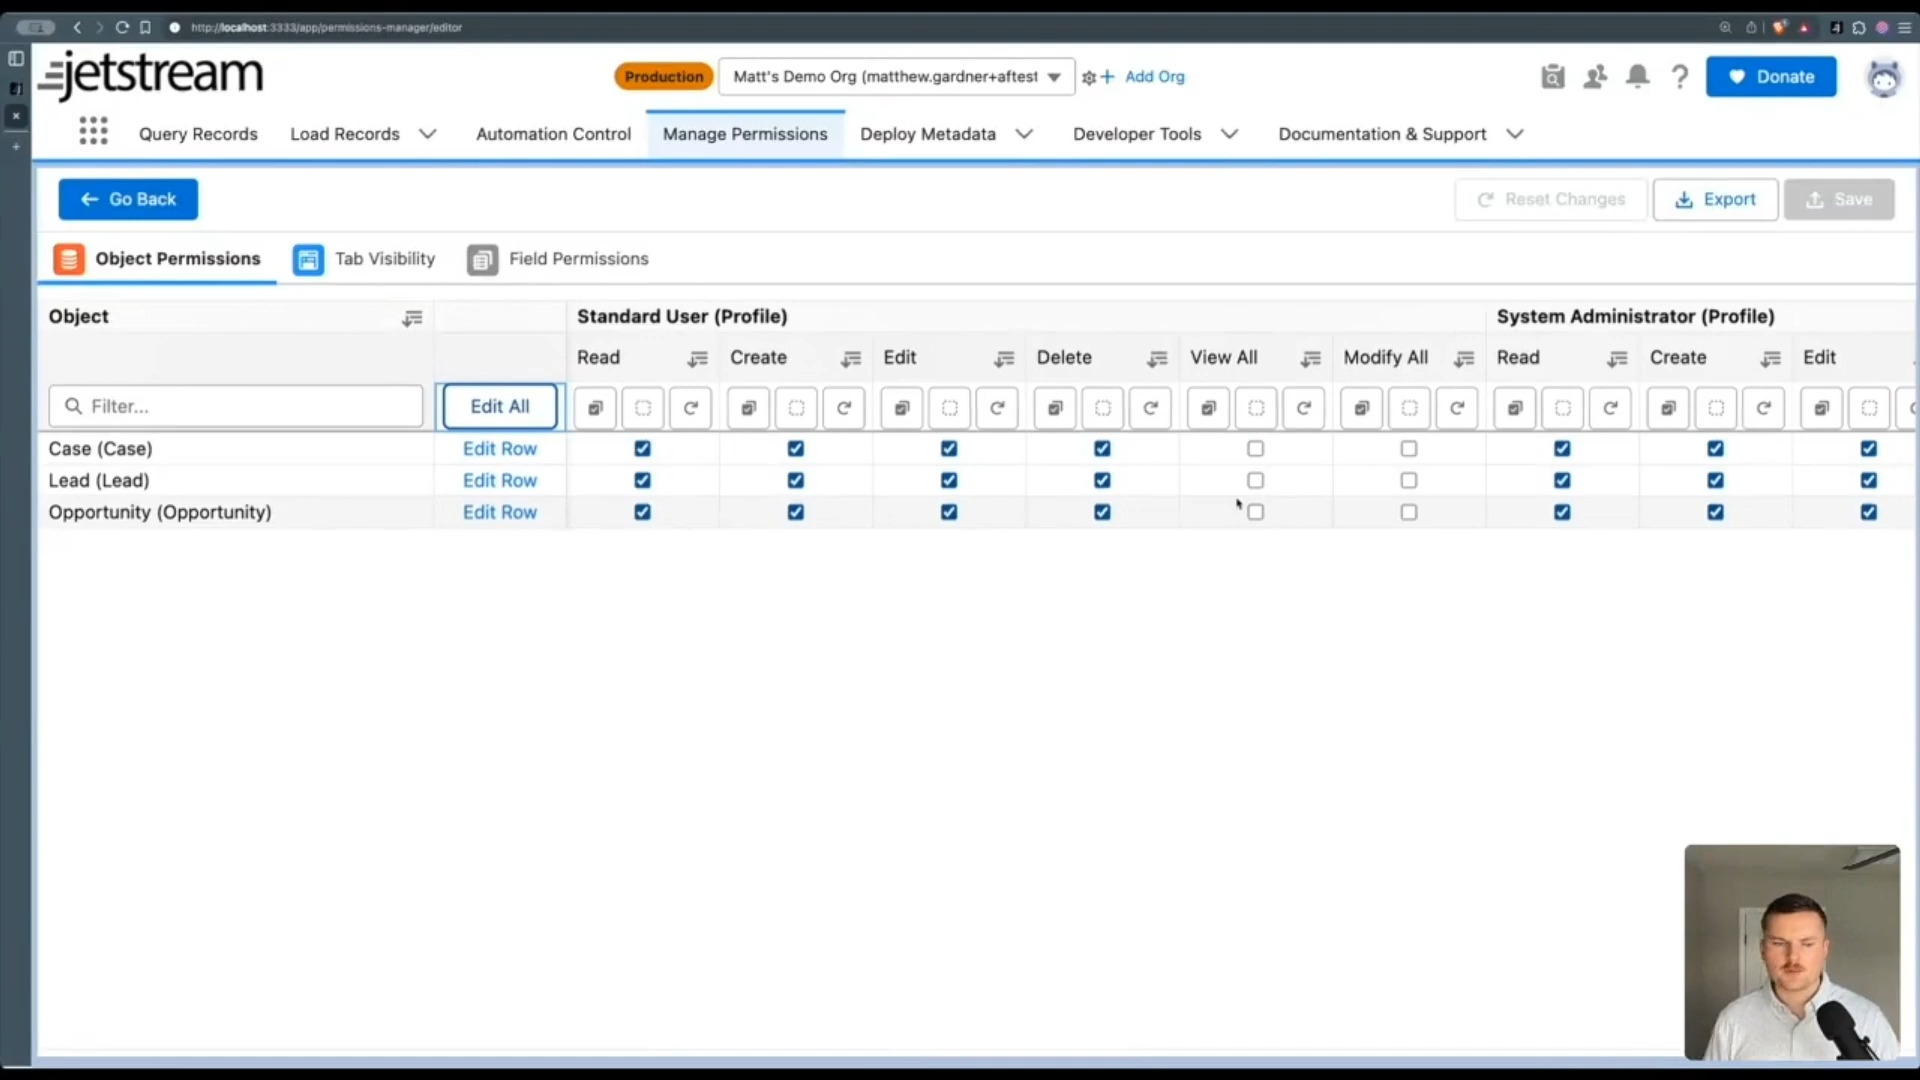 http://localhost:3333/app/permissions-manager/editor
jetstream
Production
Matt's Demo Org (matthew.gardner+aftest
Add Org
Donate
Query Records
Load Records
Automation Control
Manage Permissions
Deploy Metadata
Developer Tools
Documentation & Support
Go Back
Reset Changes
Export
Save
Object Permissions
Tab Visibility
Field Permissions
Object
Standard User (Profile)
System Administrator (Profile)
Read
Create
Edit
Delete
View All
Modify All
Read
Create
Edit
Filter...
Edit All
Case (Case)
Edit Row
Lead (Lead)
Edit Row
Opportunity (Opportunity)
Edit Row